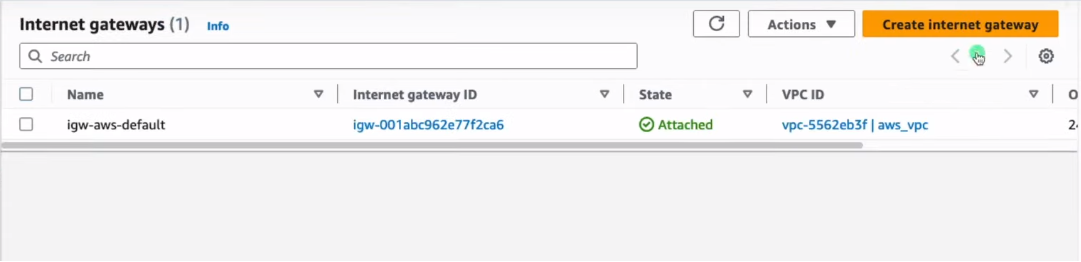 Internet gateways (1) Info Actions Create internet gateway
Search
Name Internet gateway ID State VPC ID
igw-aws-default igw-001abc962e77f2ca6 Attached vpc-5562eb3f | aws_vpc